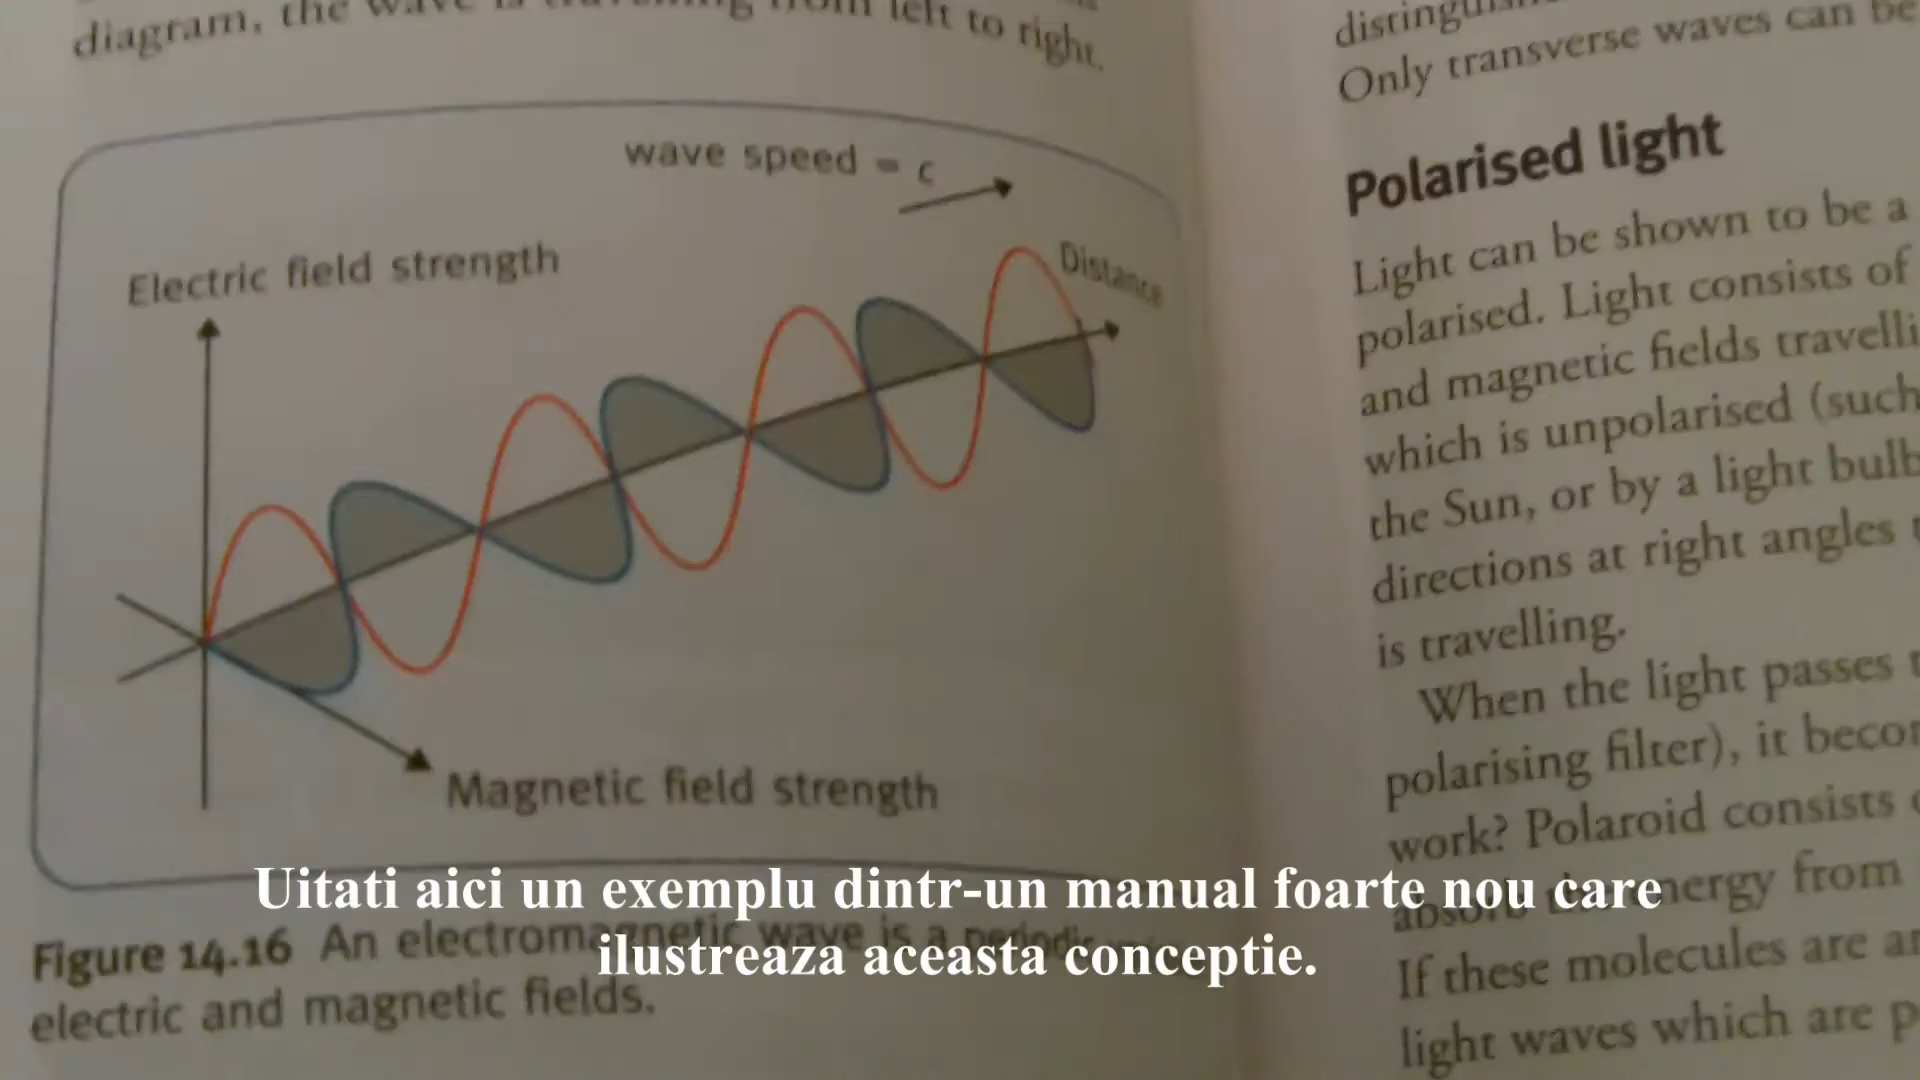 diagram, the wave is travelling from left to right.
wave speed = c
Electric field strength
Distance
Magnetic field strength
Figure 14.16 An electromagnetic wave is a periodic
electric and magnetic fields.
Only transverse waves can be
Polarised light
Light can be shown to be a
polarised. Light consists of
and magnetic fields travelli
which is unpolarised (such
the Sun, or by a light bulb
directions at right angles t
is travelling.
When the light passes t
polarising filter), it becom
work? Polaroid consists o
absorb the energy from
If these molecules are ar
light waves which are p
Uitati aici un exemplu dintr-un manual foarte nou care
ilustreaza aceasta conceptie.